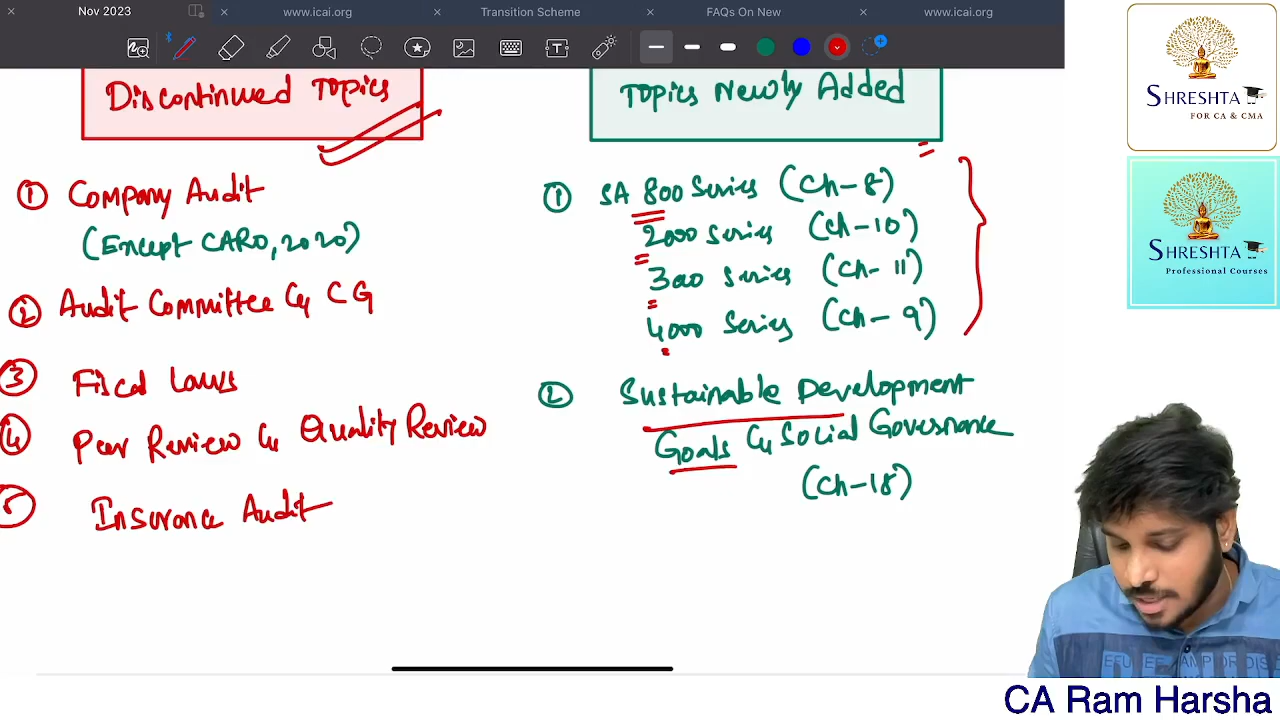 Nov 2023
www.icai.org
Transition Scheme
FAQs On New
www.icai.org
Discontinued Topics
① Company Audit
(Except CARO, 2020)
② Audit Committee & CG
③ Fiscal Laws
④ Peer Review & Quality Review
⑤ Insurance Audit
Topics Newly Added
① SA 800 Series (Ch-8)
2000 Series (Ch-10)
3000 Series (Ch-11)
4000 Series (Ch-9)
② Sustainable Development
Goals & Social Governance
(Ch-18)
SHRESHTA
FOR CA & CMA
SHRESHTA
Professional Courses
CA Ram Harsha